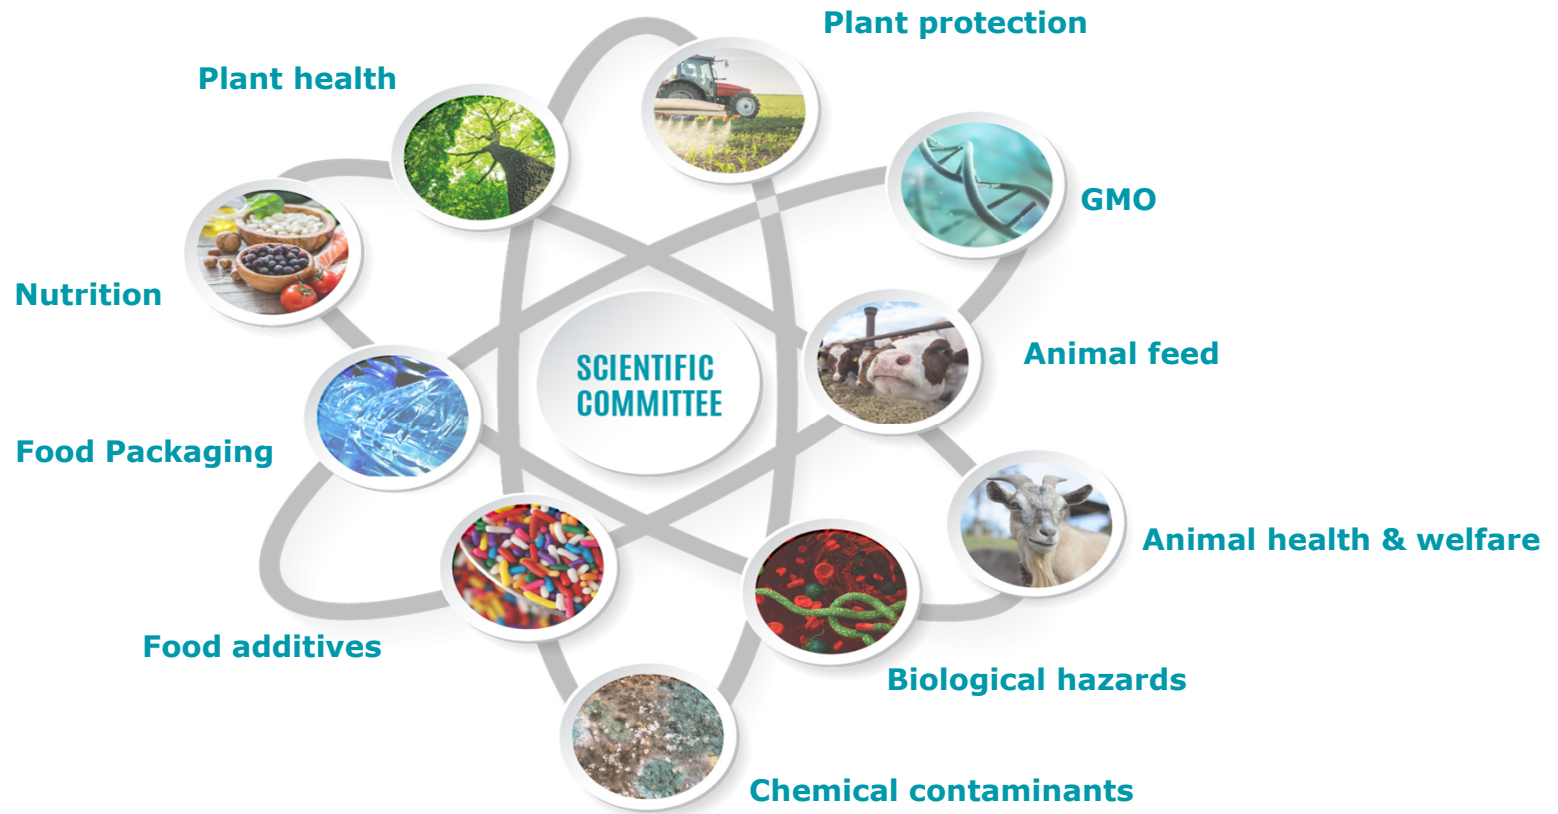 Plant protection
Plant health
GMO
Nutrition
Animal feed
SCIENTIFIC
COMMITTEE
Food Packaging
Animal health & welfare
Food additives
Biological hazards
Chemical contaminants